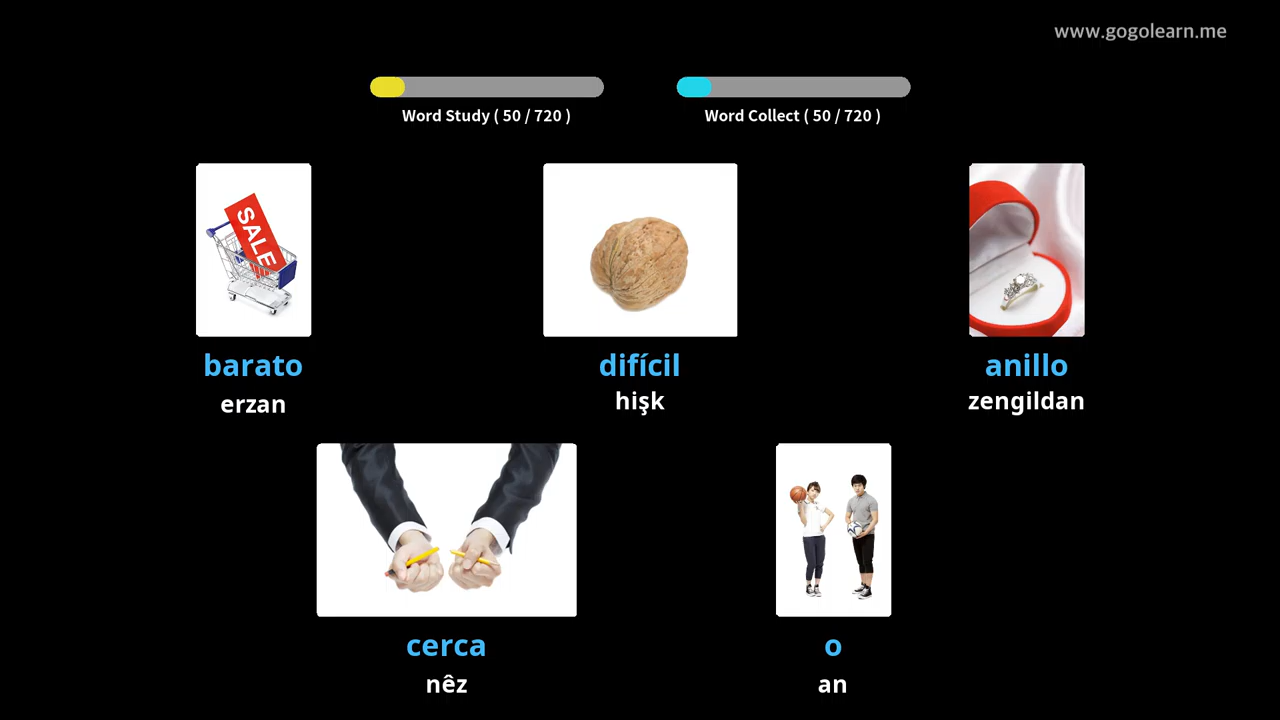 www.gogolearn.me
Word Study ( 50 / 720 )
Word Collect ( 50 / 720 )
SALE
barato
erzan
difícil
hişk
anillo
zengildan
cerca
nêz
o
an